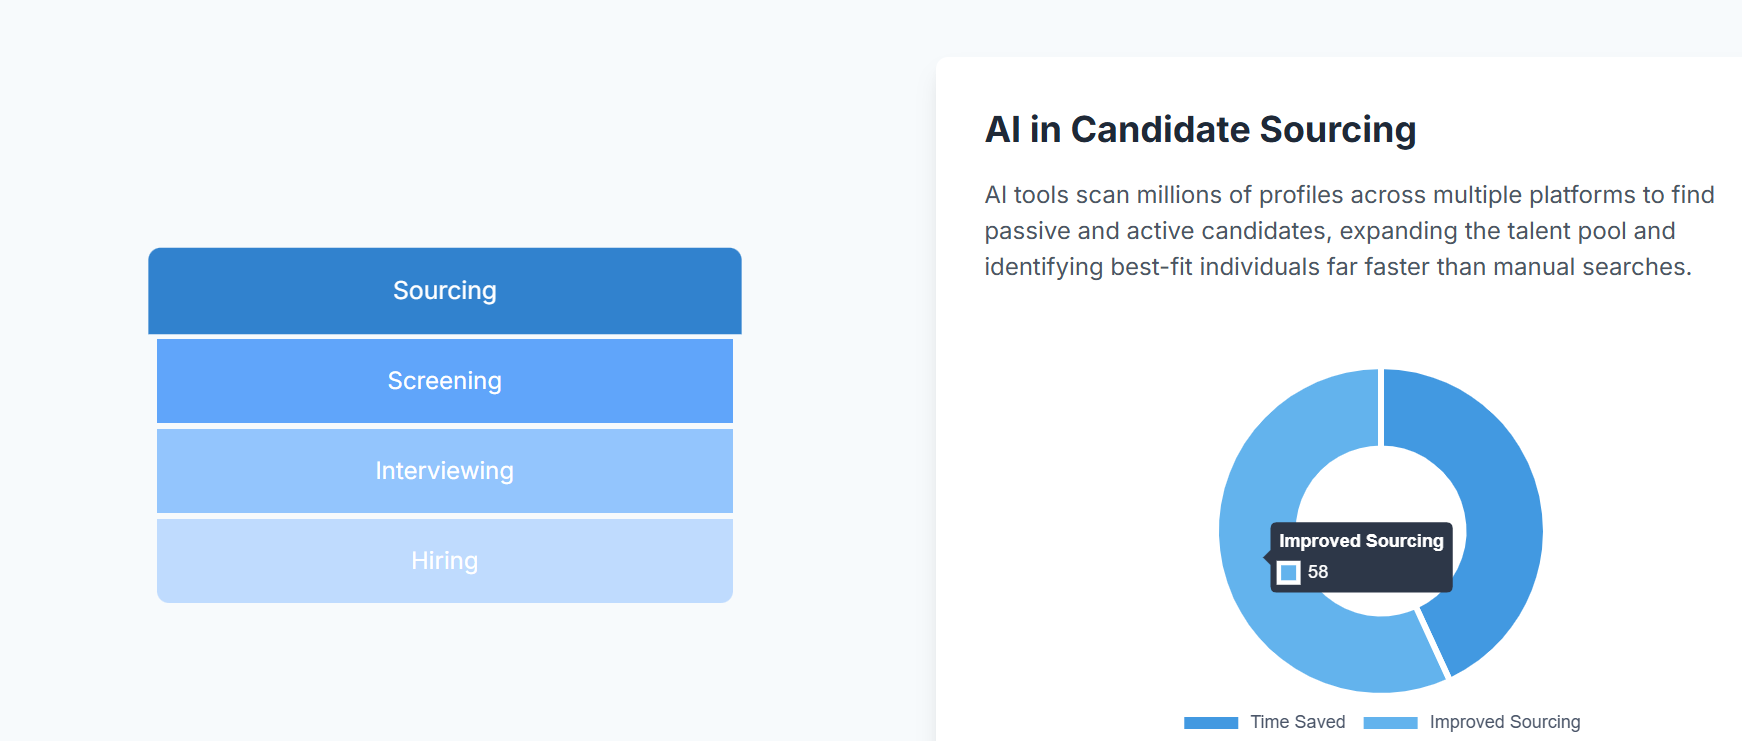 Sourcing
Screening
Interviewing
Hiring
AI in Candidate Sourcing
AI tools scan millions of profiles across multiple platforms to find
passive and active candidates, expanding the talent pool and
identifying best-fit individuals far faster than manual searches.
Improved Sourcing
58
Time Saved
Improved Sourcing